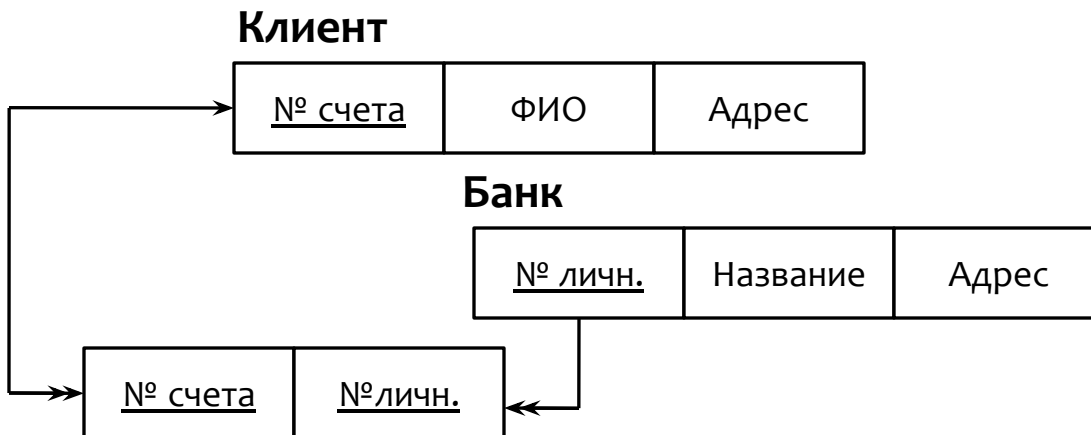 Клиент
№ счета ФИО Адрес
Банк
№ личн. Название Адрес
№ счета №личн.